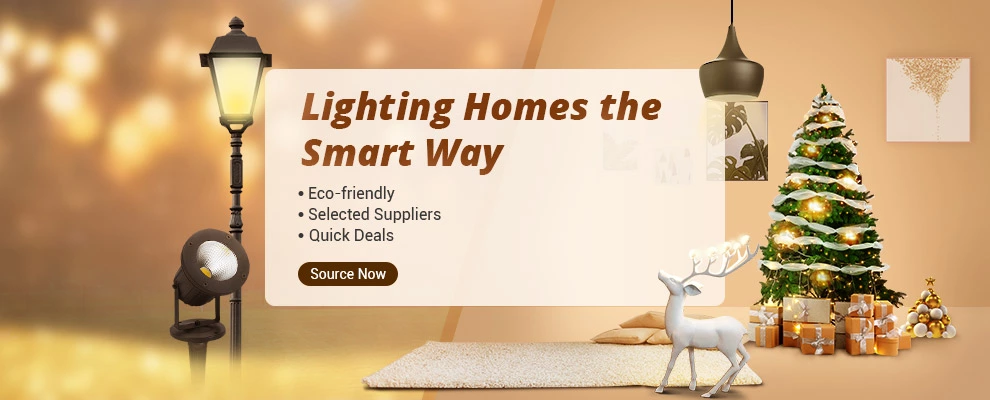 Lighting Homes the
Smart Way
• Eco-friendly
• Selected Suppliers
• Quick Deals
Source Now